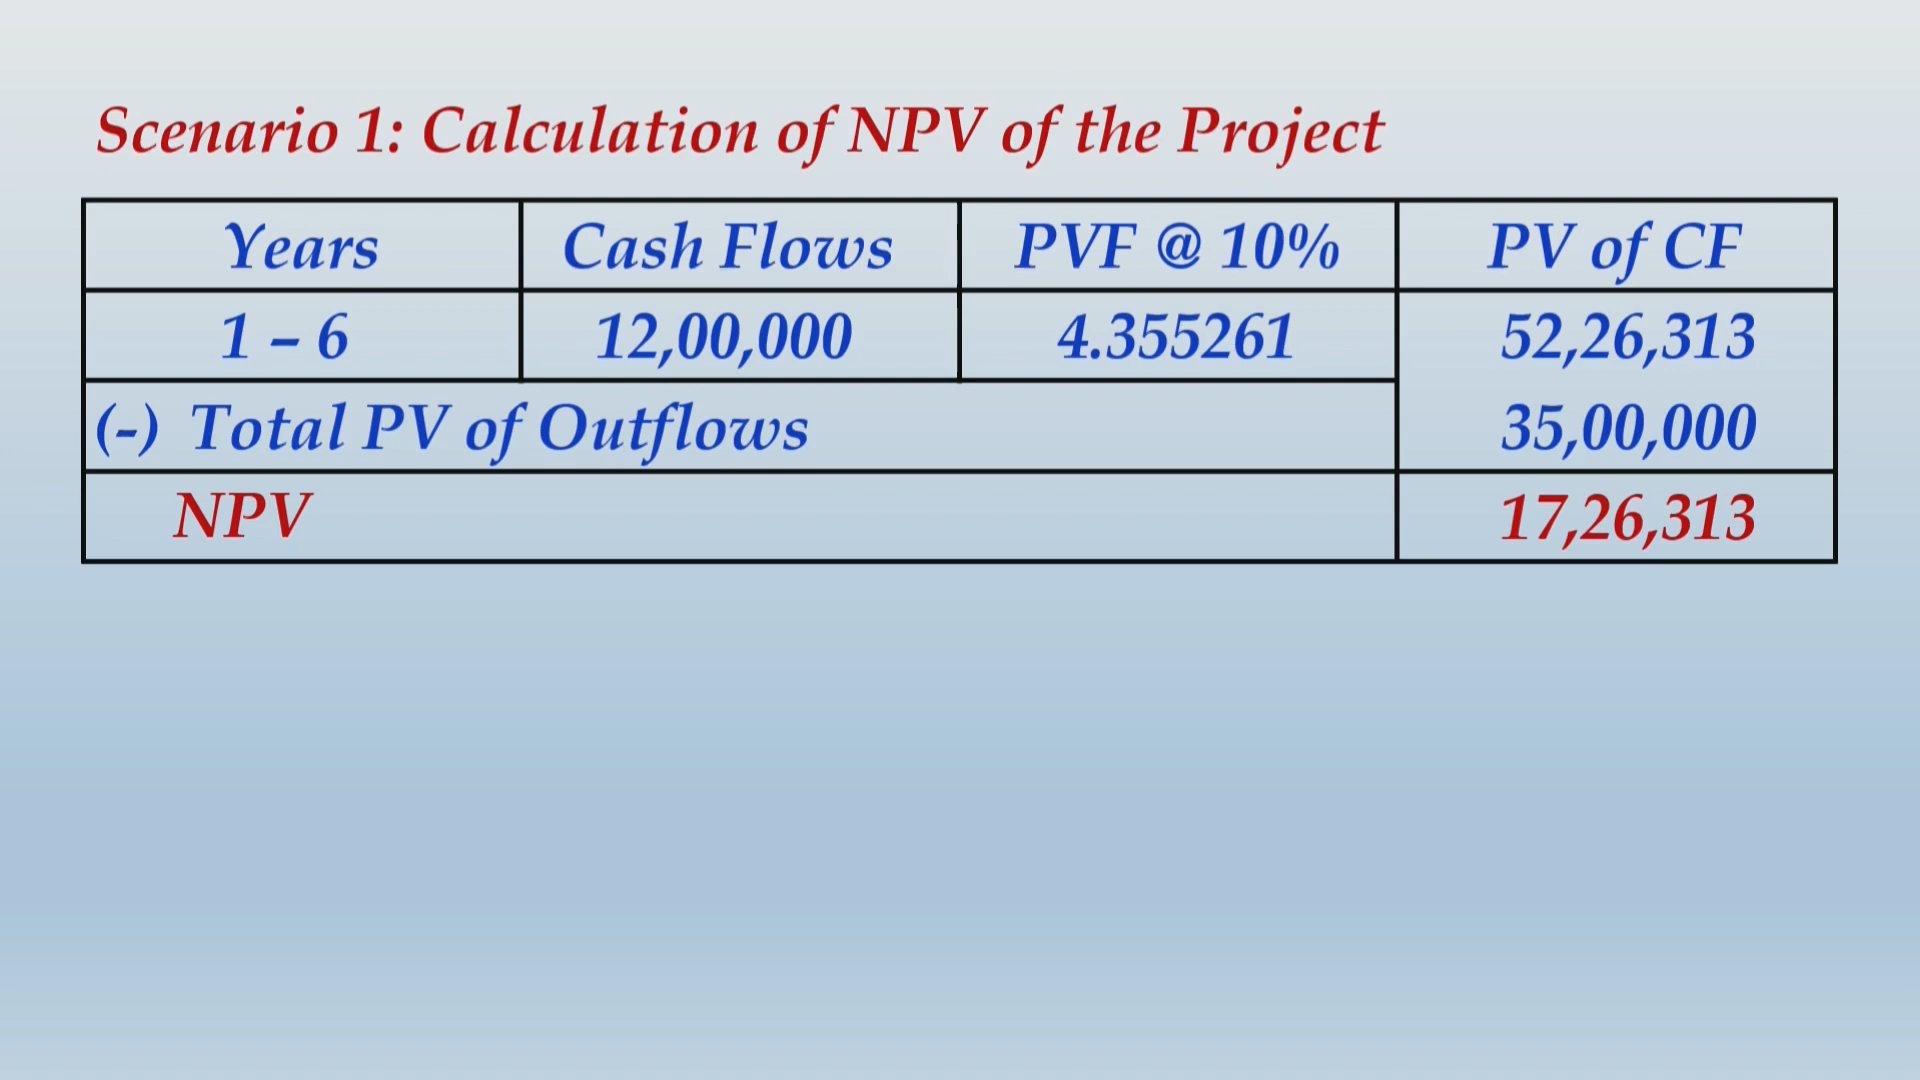 Scenario 1: Calculation of NPV of the Project
Years Cash Flows PVF @ 10% PV of CF
1 – 6 12,00,000 4.355261 52,26,313
(-) Total PV of Outflows 35,00,000
NPV 17,26,313